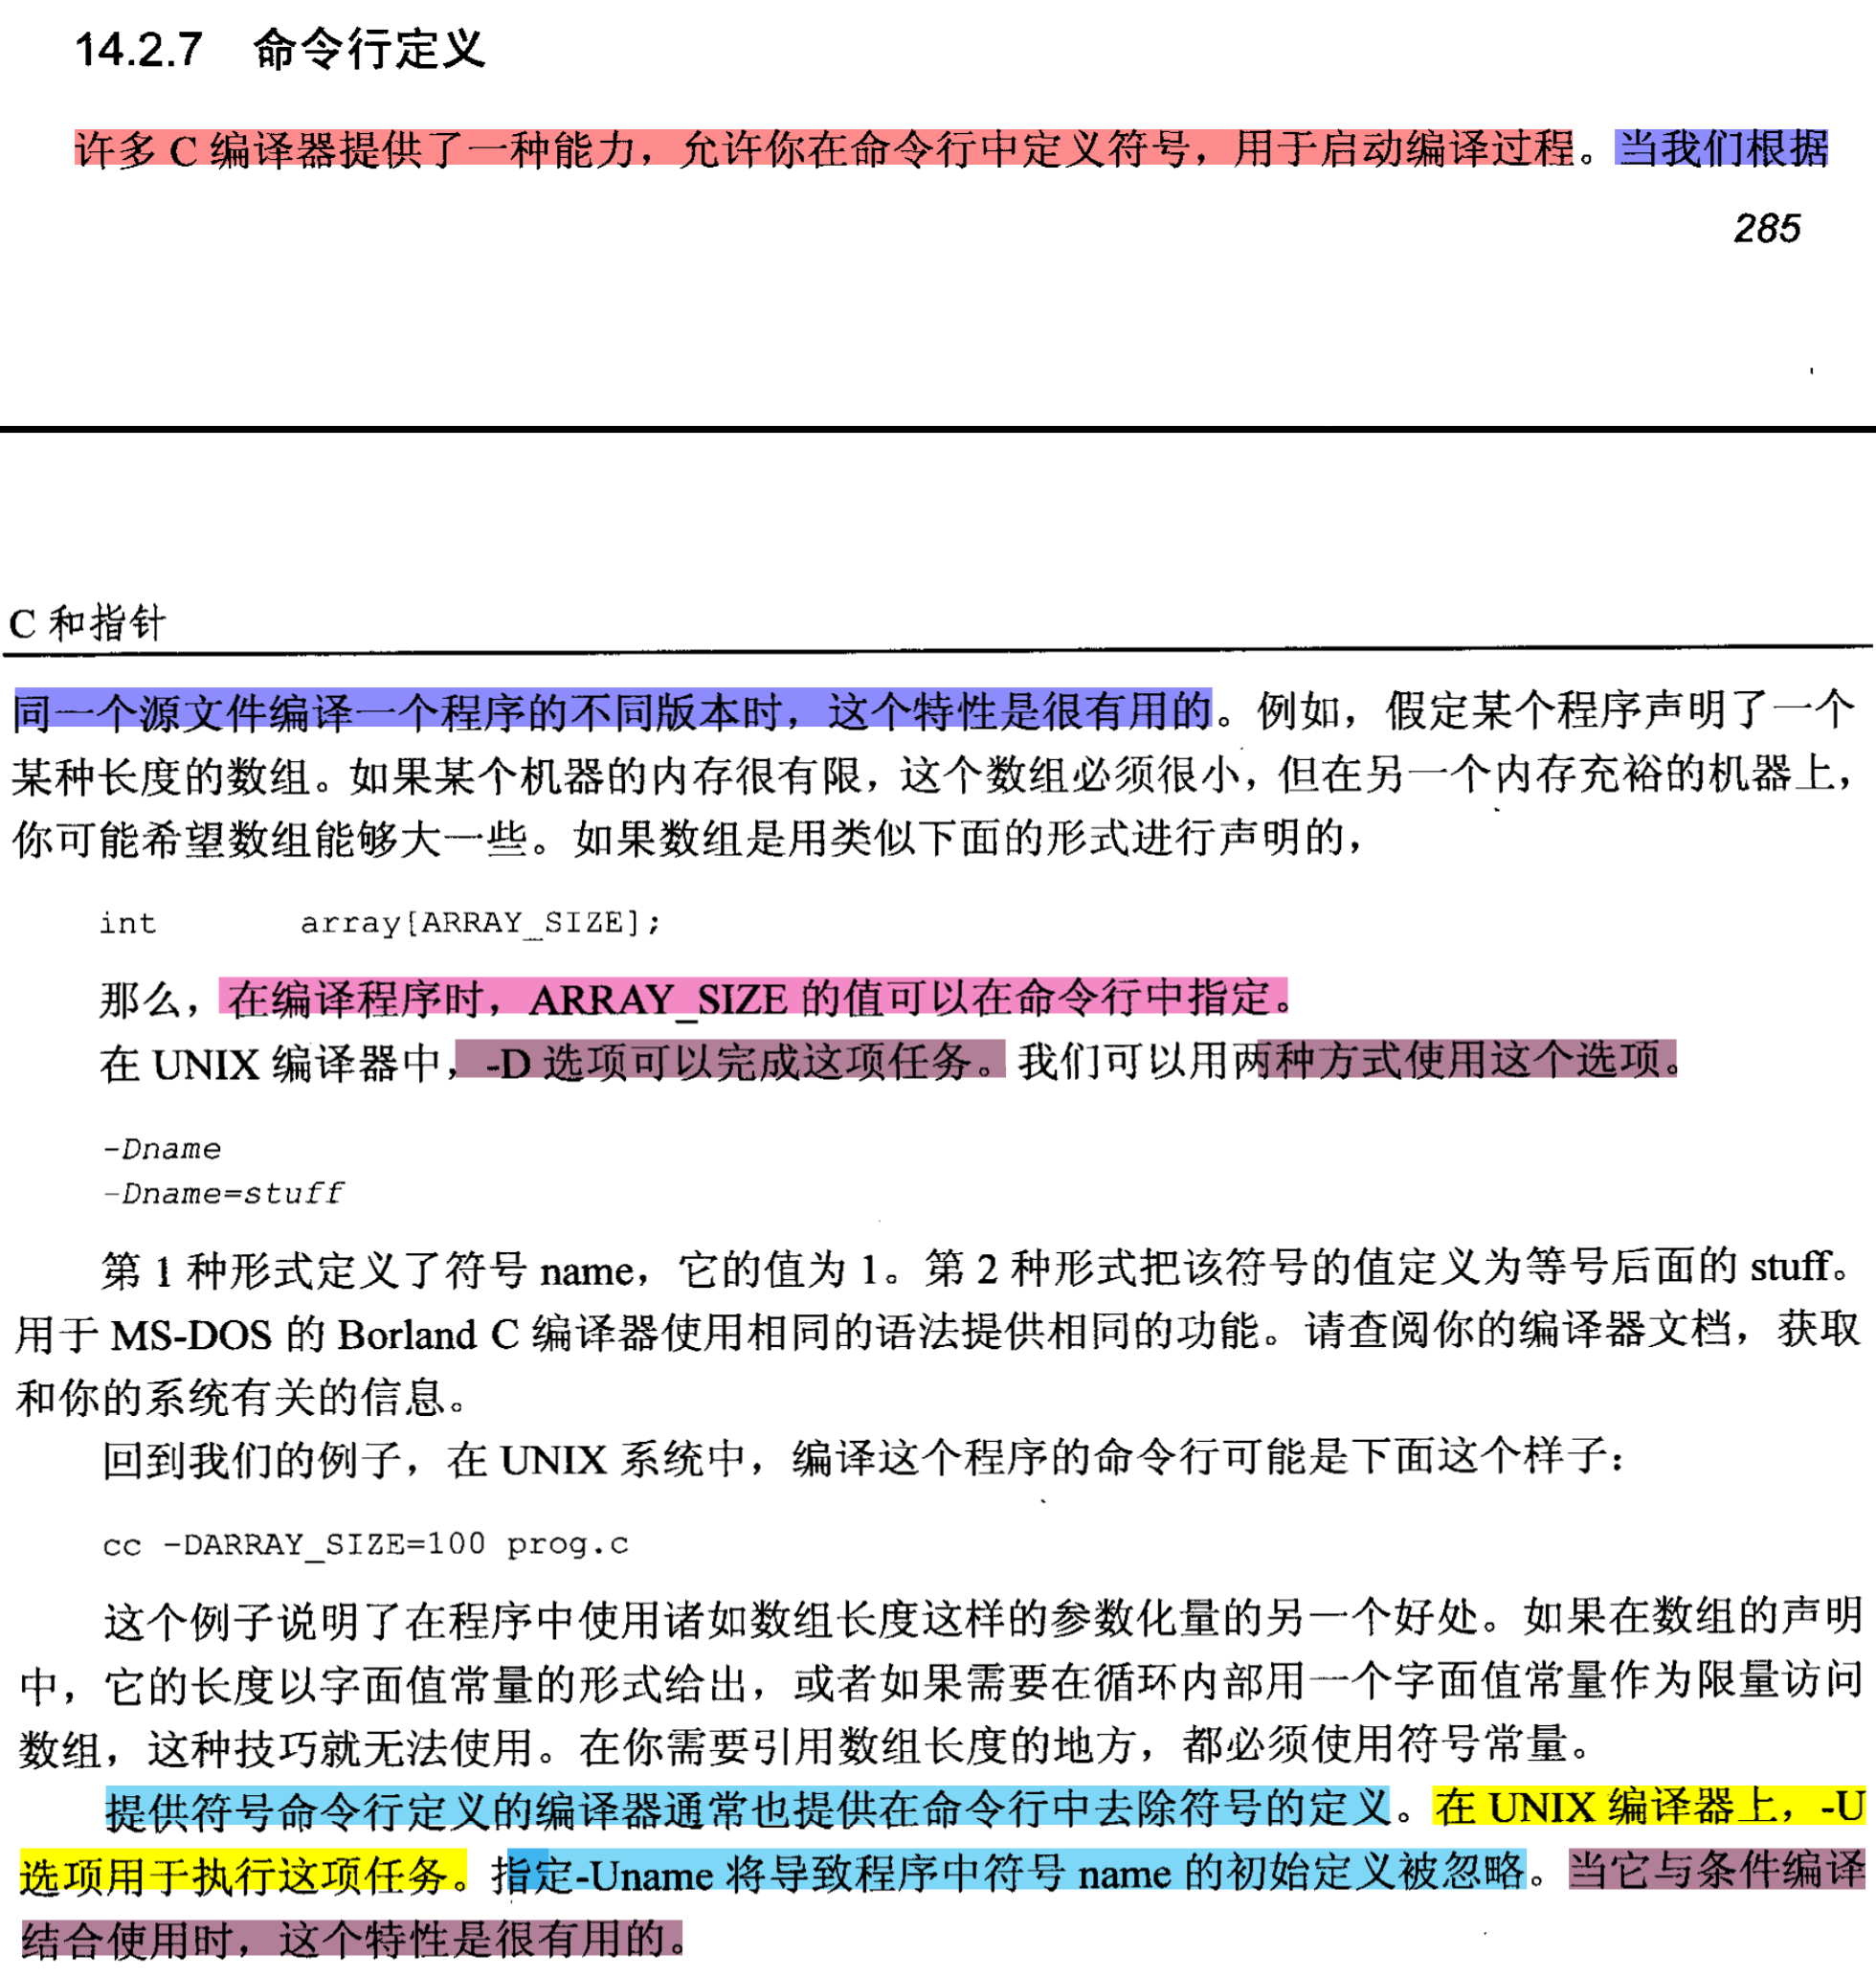 14.2.7 命令行定义
许多 C 编译器提供了一种能力，允许你在命令行中定义符号，用于启动编译过程。当我们根据
285
C 和指针
同一个源文件编译一个程序的不同版本时，这个特性是很有用的。例如，假定某个程序声明了一个
某种长度的数组。如果某个机器的内存很有限，这个数组必须很小，但在另一个内存充裕的机器上，
你可能希望数组能够大一些。如果数组是用类似下面的形式进行声明的，
int array[ARRAY_SIZE];
那么，在编译程序时，ARRAY_SIZE 的值可以在命令行中指定。
在 UNIX 编译器中，-D 选项可以完成这项任务。我们可以用两种方式使用这个选项。
-Dname
-Dname=stuff
第 1 种形式定义了符号 name，它的值为 1。第 2 种形式把该符号的值定义为等号后面的 stuff。
用于 MS-DOS 的 Borland C 编译器使用相同的语法提供相同的功能。请查阅你的编译器文档，获取
和你的系统有关的信息。
回到我们的例子，在 UNIX 系统中，编译这个程序的命令行可能是下面这个样子：
cc -DARRAY_SIZE=100 prog.c
这个例子说明了在程序中使用诸如数组长度这样的参数化量的另一个好处。如果在数组的声明
中，它的长度以字面值常量的形式给出，或者如果需要在循环内部用一个字面值常量作为限量访问
数组，这种技巧就无法使用。在你需要引用数组长度的地方，都必须使用符号常量。
提供符号命令行定义的编译器通常也提供在命令行中去除符号的定义。在 UNIX 编译器上，-U
选项用于执行这项任务。指定-Uname 将导致程序中符号 name 的初始定义被忽略。当它与条件编译
结合使用时，这个特性是很有用的。